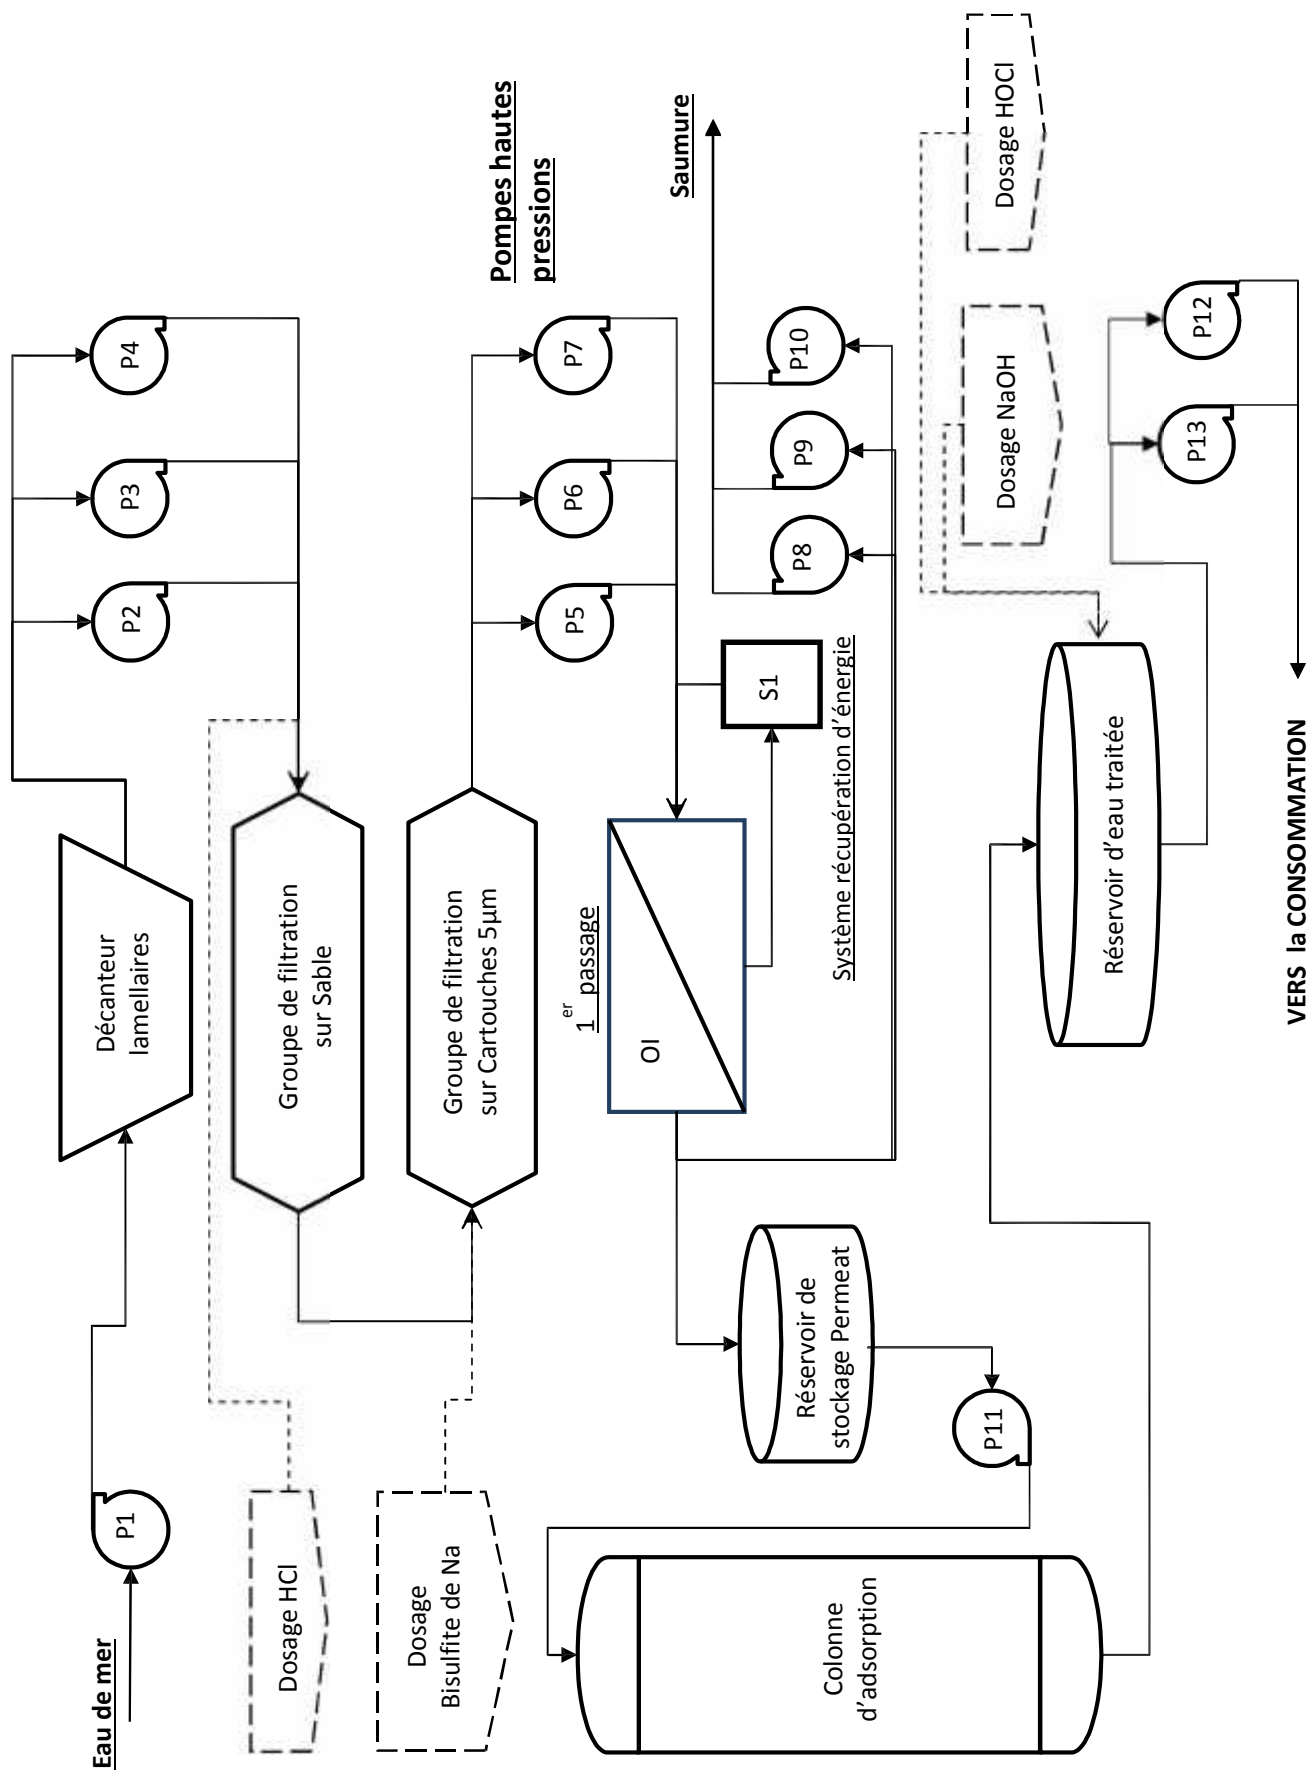 Eau de mer
P1
Décanteur
lamellaires
P2
P3
P4
Dosage HCl
Groupe de filtration
sur Sable
Dosage
Bisulfite de Na
Groupe de filtration
sur Cartouches 5µm
P5
P6
P7
Pompes hautes
pressions
1er passage
OI
S1
Système récupération d'énergie
P8
P9
P10
Saumure
Réservoir de
stockage Permeat
P11
Colonne
d'adsorption
Réservoir d'eau traitée
Dosage NaOH
Dosage HOCl
P13
P12
VERS la CONSOMMATION